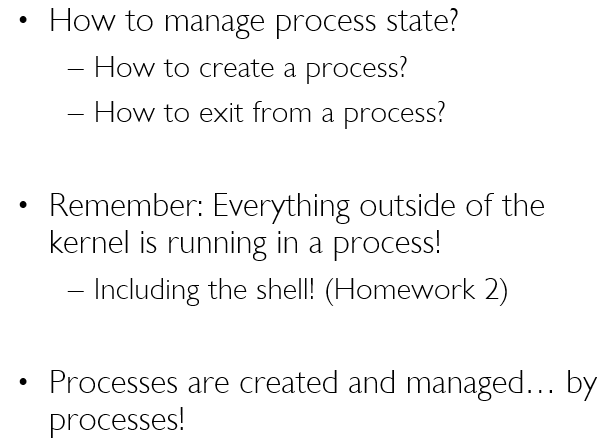 • How to manage process state?
– How to create a process?
– How to exit from a process?
• Remember: Everything outside of the
kernel is running in a process!
– Including the shell! (Homework 2)
• Processes are created and managed… by
processes!